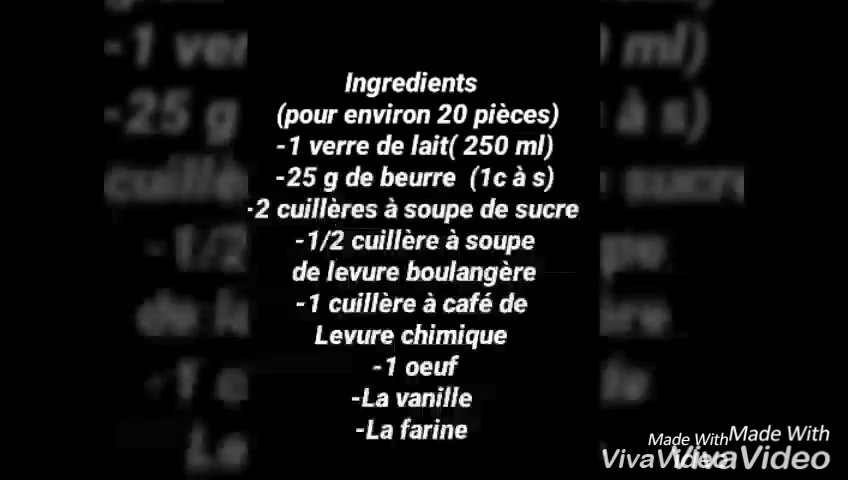 Ingredients
(pour environ 20 pièces)
-1 verre de lait( 250 ml)
-25 g de beurre (1c à s)
-2 cuillères à soupe de sucre
-1/2 cuillère à soupe
de levure boulangère
-1 cuillère à café de
Levure chimique
-1 oeuf
-La vanille
-La farine
Made With
VivaVideo
Made With
VivaVideo